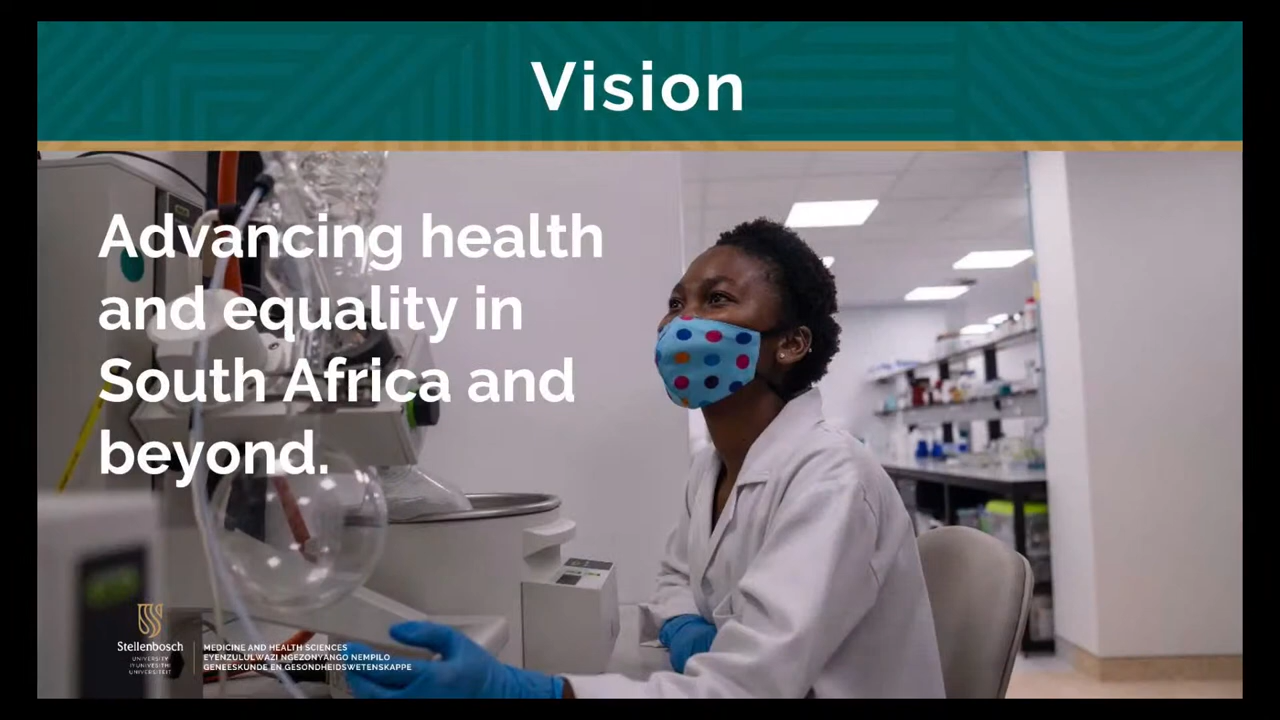 Vision
Advancing health
and equality in
South Africa and
beyond.
Stellenbosch
UNIVERSITY
IYUNIVESITHI
UNIVERSITEIT
MEDICINE AND HEALTH SCIENCES
EYENZULULWAZI NGEZONYANGO NEMPILO
GENEESKUNDE EN GESONDHEIDSWETENSKAPPE